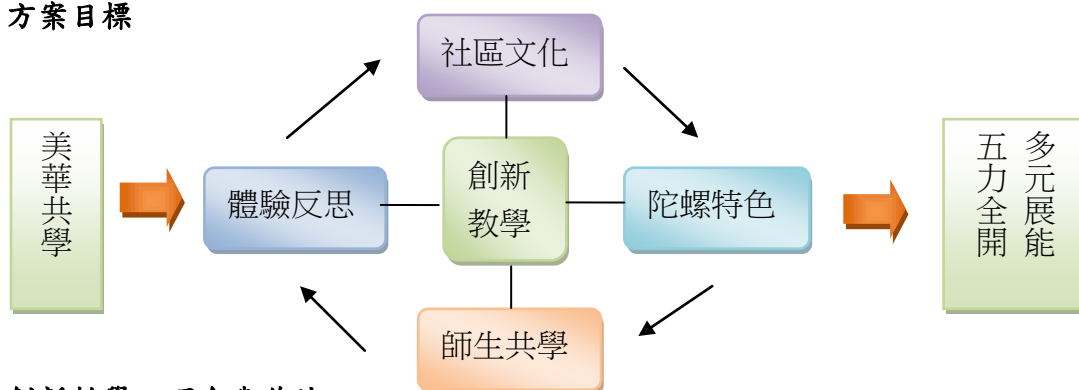 方案目標
社區文化
美華共學
體驗反思
創新
教學
陀螺特色
多元展能
五力全開
師生共學